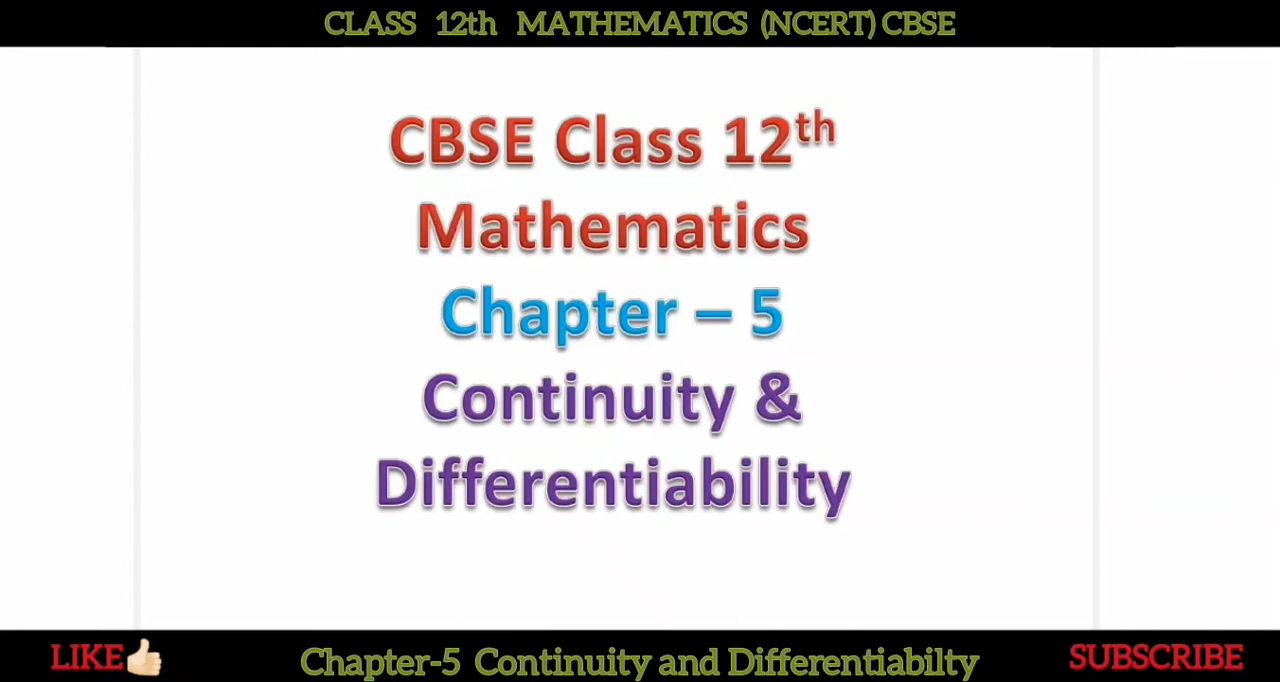 CLASS 12th MATHEMATICS (NCERT) CBSE
CBSE Class 12th
Mathematics
Chapter – 5
Continuity &
Differentiability
LIKE Chapter-5 Continuity and Differentiabilty SUBSCRIBE